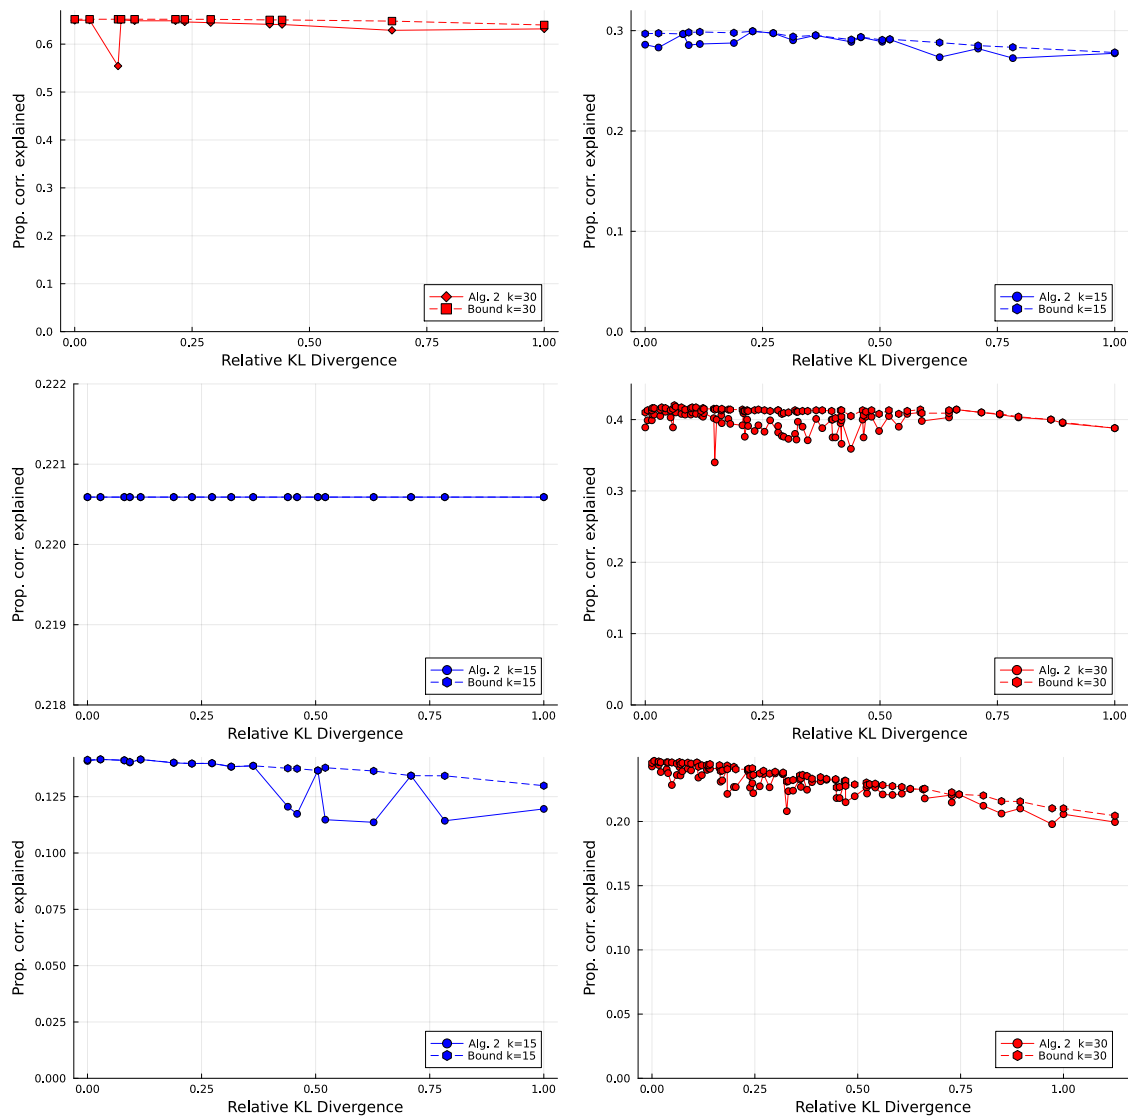 Prop. corr. explained
0.6
0.5
0.4
0.3
0.2
0.1
0.0
0.00 0.25 0.50 0.75 1.00
Relative KL Divergence
Alg. 2 k=30
Bound k=30
Prop. corr. explained
0.3
0.2
0.1
0.0
0.00 0.25 0.50 0.75 1.00
Relative KL Divergence
Alg. 2 k=15
Bound k=15
Prop. corr. explained
0.222
0.221
0.220
0.219
0.218
0.00 0.25 0.50 0.75 1.00
Relative KL Divergence
Alg. 2 k=15
Bound k=15
Prop. corr. explained
0.4
0.3
0.2
0.1
0.0
0.00 0.25 0.50 0.75 1.00
Relative KL Divergence
Alg. 2 k=30
Bound k=30
Prop. corr. explained
0.125
0.100
0.075
0.050
0.025
0.000
0.00 0.25 0.50 0.75 1.00
Relative KL Divergence
Alg. 2 k=15
Bound k=15
Prop. corr. explained
0.20
0.15
0.10
0.05
0.00
0.00 0.25 0.50 0.75 1.00
Relative KL Divergence
Alg. 2 k=30
Bound k=30